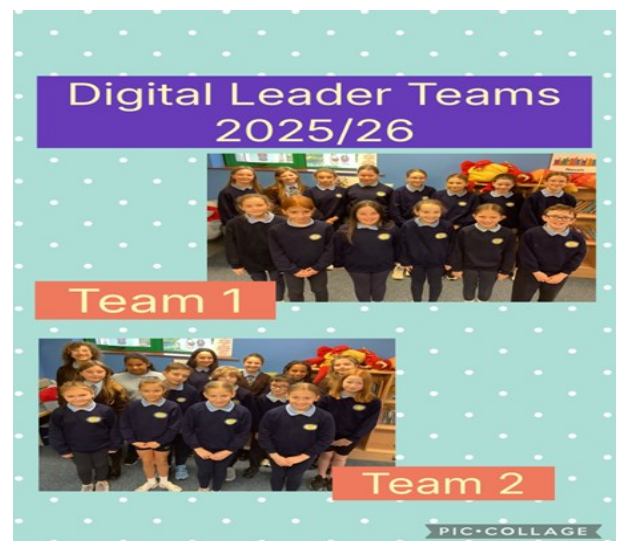 Digital Leader Teams
2025/26
Team 1
Team 2
PIC•COLLAGE